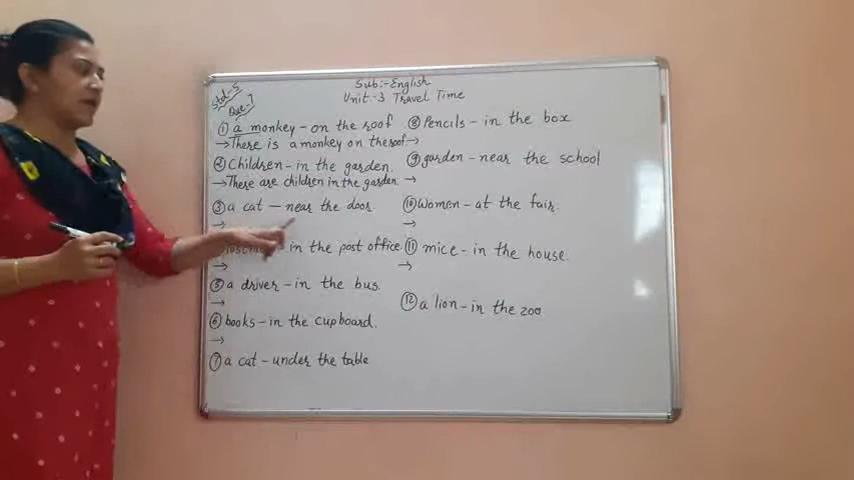 Sub:- English
Unit-3 Travel Time
Std-5
Que-7
① a monkey - on the roof
→ There is a monkey on the roof
② Children - in the garden.
→ There are children in the garden.
③ a cat - near the door
→
in the post office
→
⑤ a driver - in the bus.
→
⑥ books - in the cupboard.
→
⑦ a cat - under the table
⑧ Pencils - in the box
→
⑨ garden - near the school
→
⑩ Women - at the fair.
→
⑪ mice - in the house.
→
⑫ a lion - in the zoo